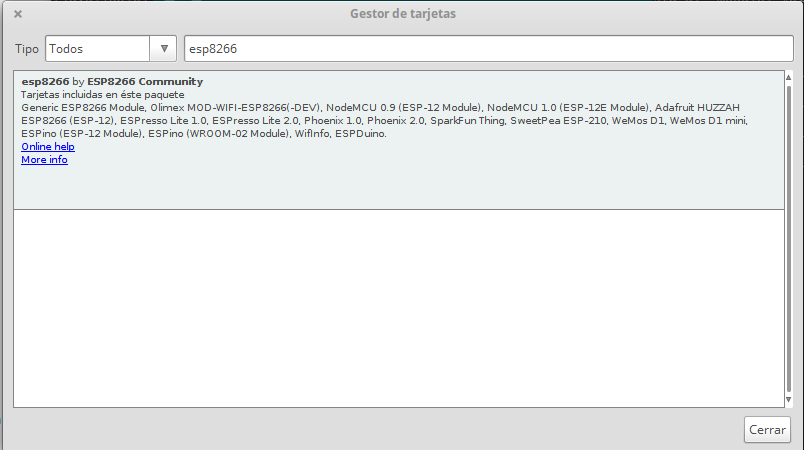 Gestor de tarjetas
Tipo Todos esp8266
esp8266 by ESP8266 Community
Tarjetas incluidas en éste paquete
Generic ESP8266 Module, Olimex MOD-WIFI-ESP8266(-DEV), NodeMCU 0.9 (ESP-12 Module), NodeMCU 1.0 (ESP-12E Module), Adafruit HUZZAH
ESP8266 (ESP-12), ESPresso Lite 1.0, ESPresso Lite 2.0, Phoenix 1.0, Phoenix 2.0, SparkFun Thing, SweetPea ESP-210, WeMos D1, WeMos D1 mini,
ESPino (ESP-12 Module), ESPino (WROOM-02 Module), WifInfo, ESPDuino.
Online help
More info
Cerrar